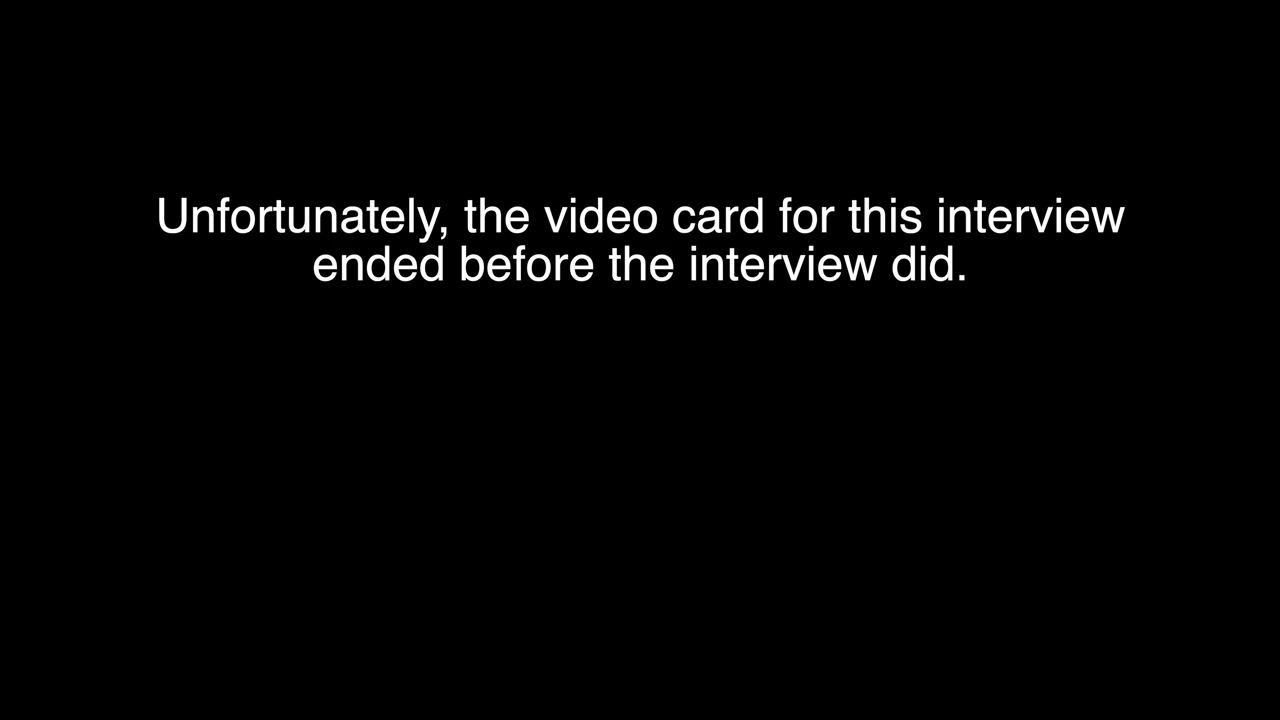 Unfortunately, the video card for this interview
ended before the interview did.